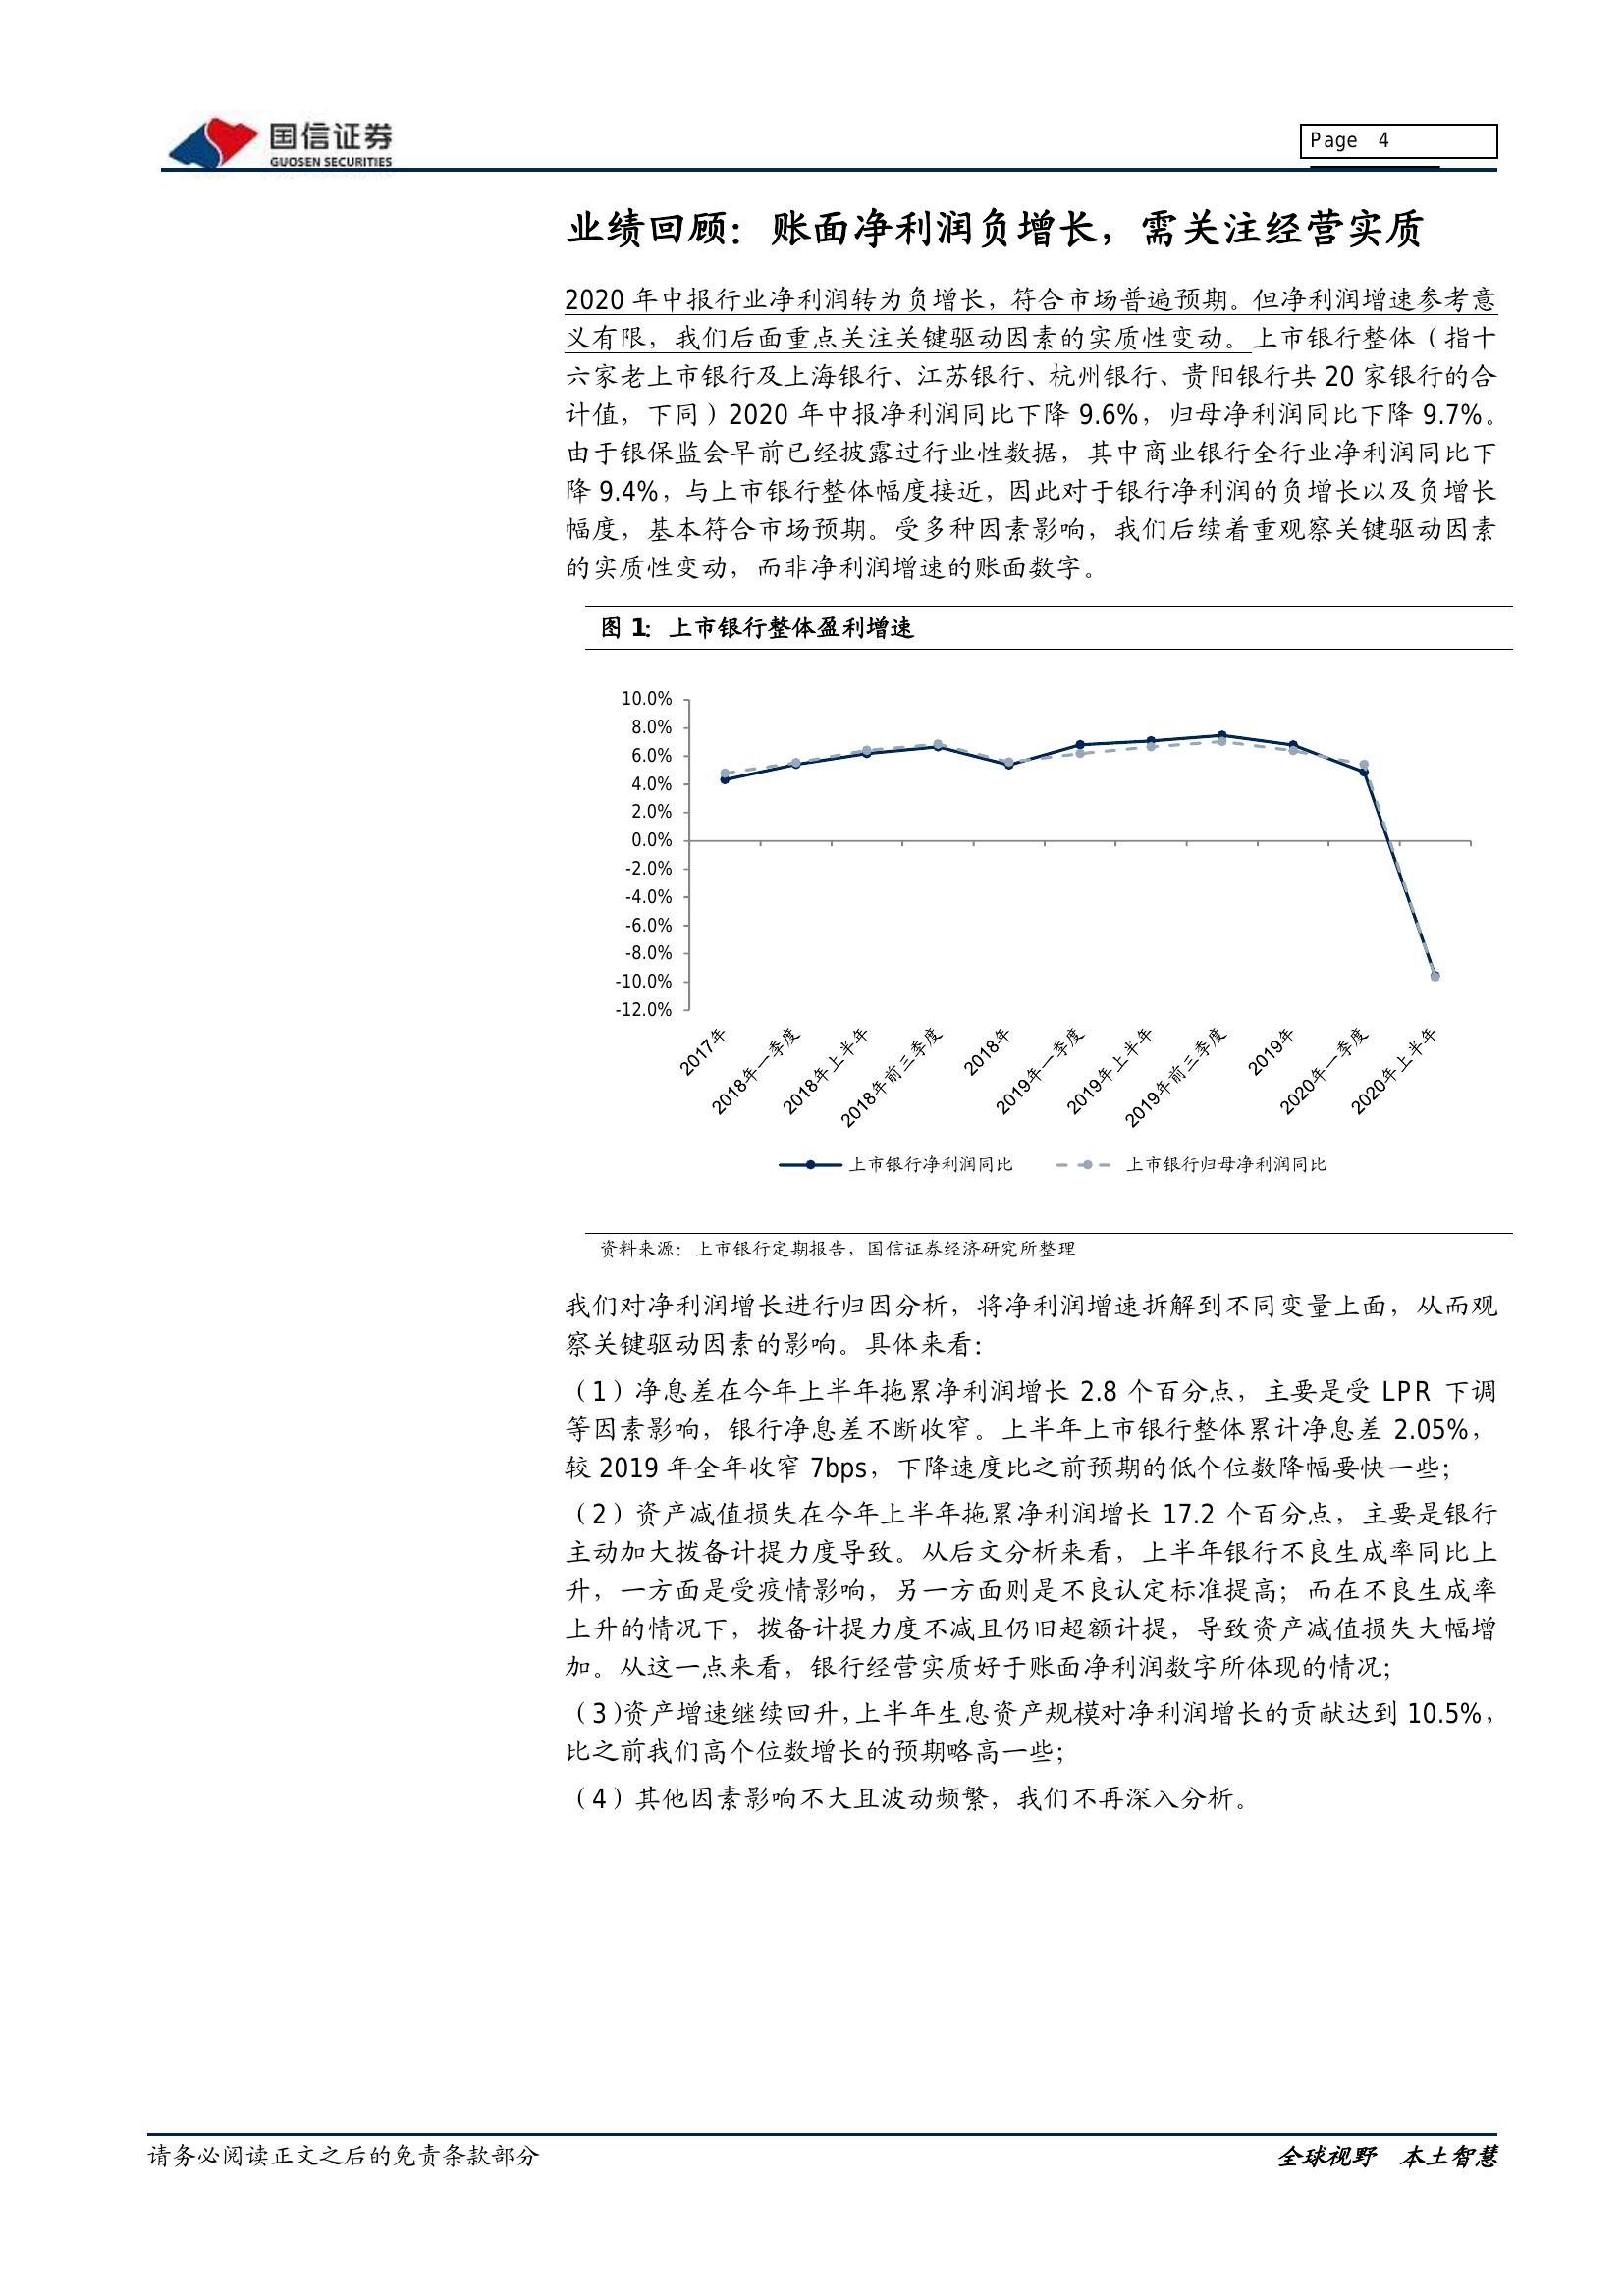 国信证券
GUOSEN SECURITIES
Page 4
业绩回顾：账面净利润负增长，需关注经营实质
2020 年中报行业净利润转为负增长，符合市场普遍预期。但净利润增速参考意
义有限，我们后面重点关注关键驱动因素的实质性变动。上市银行整体（指十
六家老上市银行及上海银行、江苏银行、杭州银行、贵阳银行共 20 家银行的合
计值，下同）2020 年中报净利润同比下降 9.6%，归母净利润同比下降 9.7%。
由于银保监会早前已经披露过行业性数据，其中商业银行全行业净利润同比下
降 9.4%，与上市银行整体幅度接近，因此对于银行净利润的负增长以及负增长
幅度，基本符合市场预期。受多种因素影响，我们后续着重观察关键驱动因素
的实质性变动，而非净利润增速的账面数字。
图 1：上市银行整体盈利增速
10.0%
8.0%
6.0%
4.0%
2.0%
0.0%
-2.0%
-4.0%
-6.0%
-8.0%
-10.0%
-12.0%
2017年
2018年一季度
2018年上半年
2018年前三季度
2018年
2019年一季度
2019年上半年
2019年前三季度
2019年
2020年一季度
2020年上半年
上市银行净利润同比
上市银行归母净利润同比
资料来源：上市银行定期报告，国信证券经济研究所整理
我们对净利润增长进行归因分析，将净利润增速拆解到不同变量上面，从而观
察关键驱动因素的影响。具体来看：
（1）净息差在今年上半年拖累净利润增长 2.8 个百分点，主要是受 LPR 下调
等因素影响，银行净息差不断收窄。上半年上市银行整体累计净息差 2.05%，
较 2019 年全年收窄 7bps，下降速度比之前预期的低个位数降幅要快一些；
（2）资产减值损失在今年上半年拖累净利润增长 17.2 个百分点，主要是银行
主动加大拨备计提力度导致。从后文分析来看，上半年银行不良生成率同比上
升，一方面是受疫情影响，另一方面则是不良认定标准提高；而在不良生成率
上升的情况下，拨备计提力度不减且仍旧超额计提，导致资产减值损失大幅增
加。从这一点来看，银行经营实质好于账面净利润数字所体现的情况；
（3）资产增速继续回升，上半年生息资产规模对净利润增长的贡献达到 10.5%，
比之前我们高个位数增长的预期略高一些；
（4）其他因素影响不大且波动频繁，我们不再深入分析。
请务必阅读正文之后的免责条款部分
全球视野 本土智慧